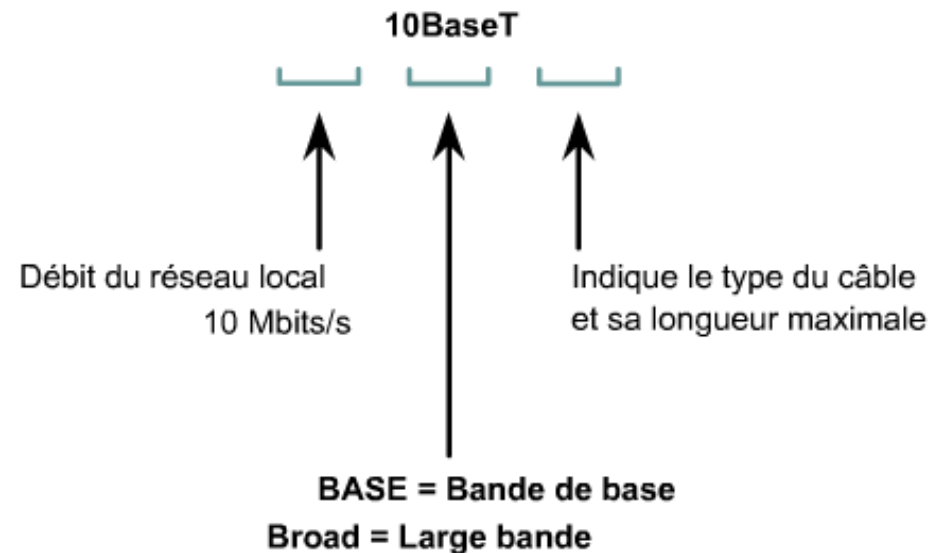 10BaseT
Débit du réseau local
10 Mbits/s
Indique le type du câble
et sa longueur maximale
BASE = Bande de base
Broad = Large bande